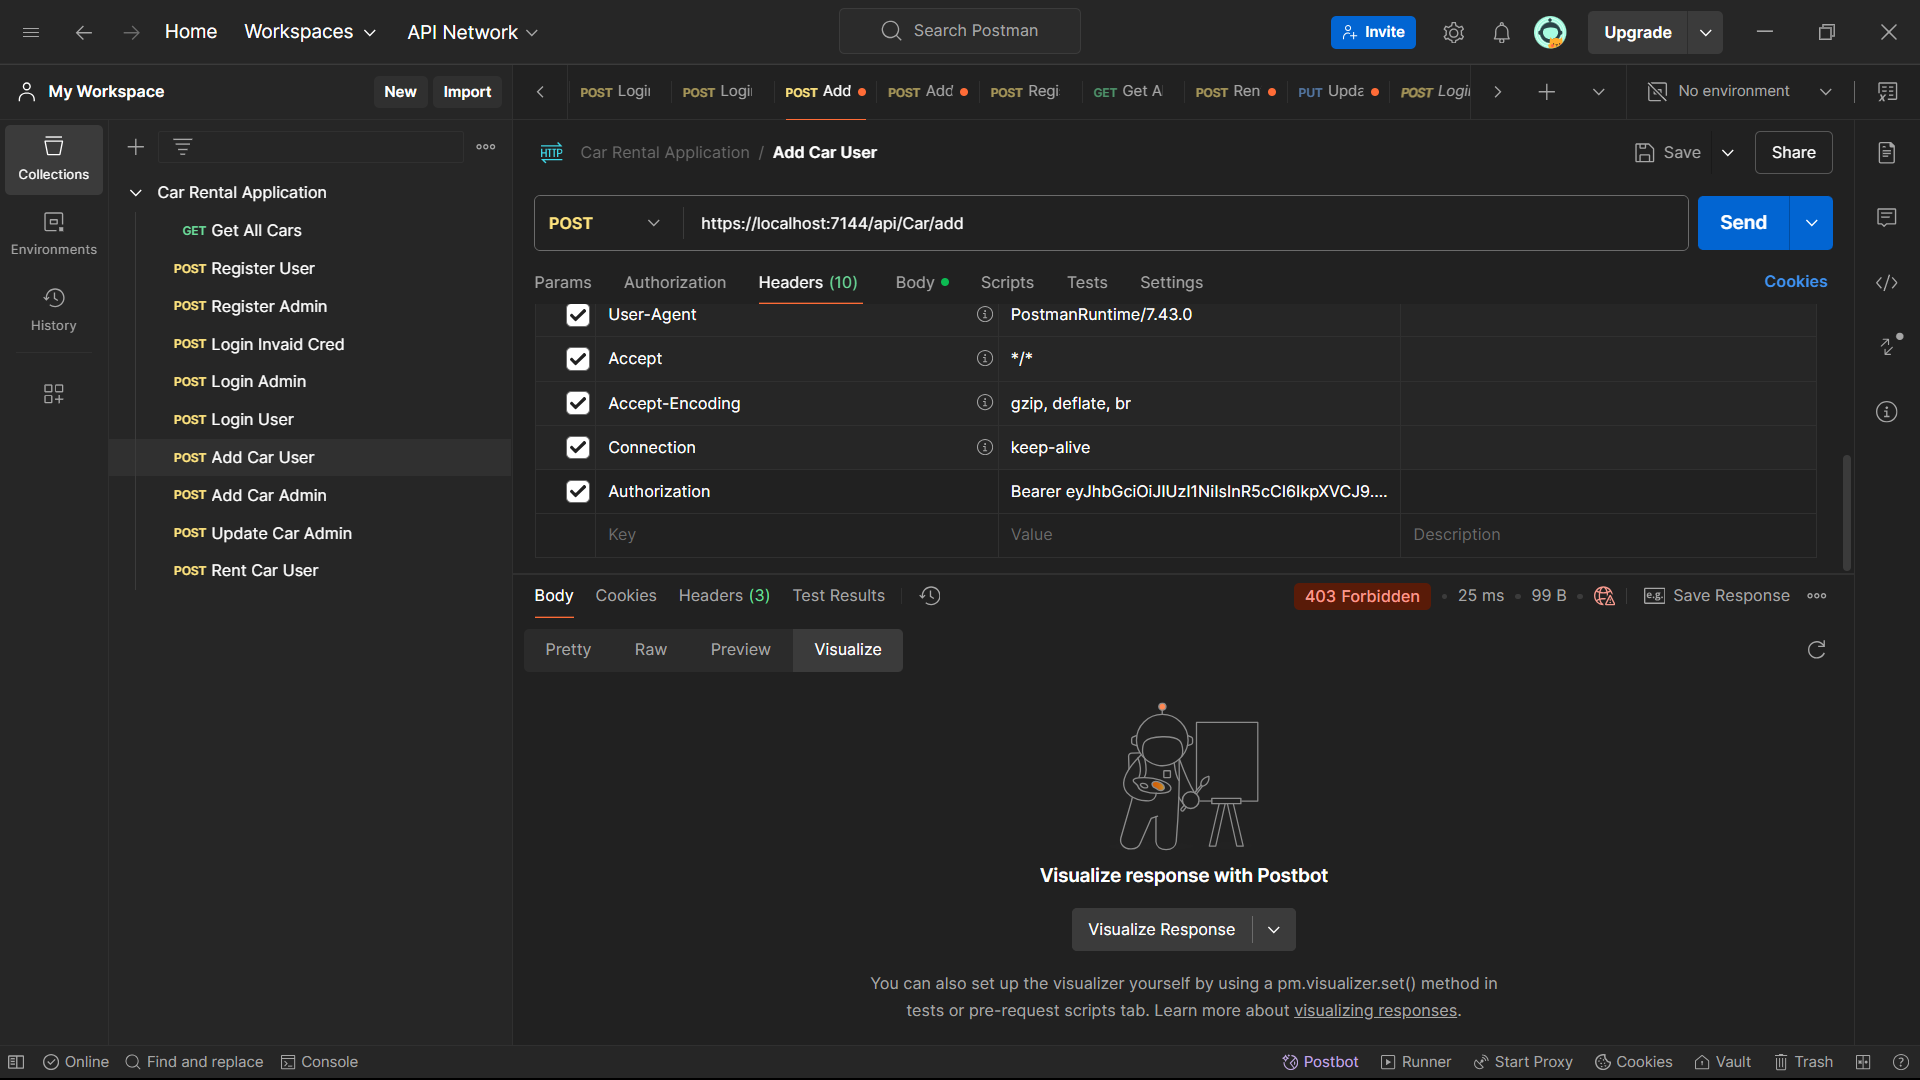 Home
Workspaces
API Network
Search Postman
Invite
Upgrade
My Workspace
New
Import
POST Login
POST Login
POST Add
POST Add
POST Regi
GET Get A
POST Ren
PUT Upda
POST Logi
No environment
Collections
Environments
History
Car Rental Application
GET Get All Cars
POST Register User
POST Register Admin
POST Login Invaid Cred
POST Login Admin
POST Login User
POST Add Car User
POST Add Car Admin
POST Update Car Admin
POST Rent Car User
HTTP Car Rental Application / Add Car User
Save
Share
POST https://localhost:7144/api/Car/add
Send
Params Authorization Headers (10) Body Scripts Tests Settings
Cookies
User-Agent PostmanRuntime/7.43.0
Accept */*
Accept-Encoding gzip, deflate, br
Connection keep-alive
Authorization Bearer eyJhbGciOiJIUzI1NiIsInR5cCI6IkpXVCJ9....
Key Value Description
Body Cookies Headers (3) Test Results
403 Forbidden • 25 ms • 99 B •
e.g. Save Response
Pretty Raw Preview Visualize
Visualize response with Postbot
Visualize Response
You can also set up the visualizer yourself by using a pm.visualizer.set() method in
tests or pre-request scripts tab. Learn more about visualizing responses.
Online Find and replace Console
Postbot Runner Start Proxy Cookies Vault Trash